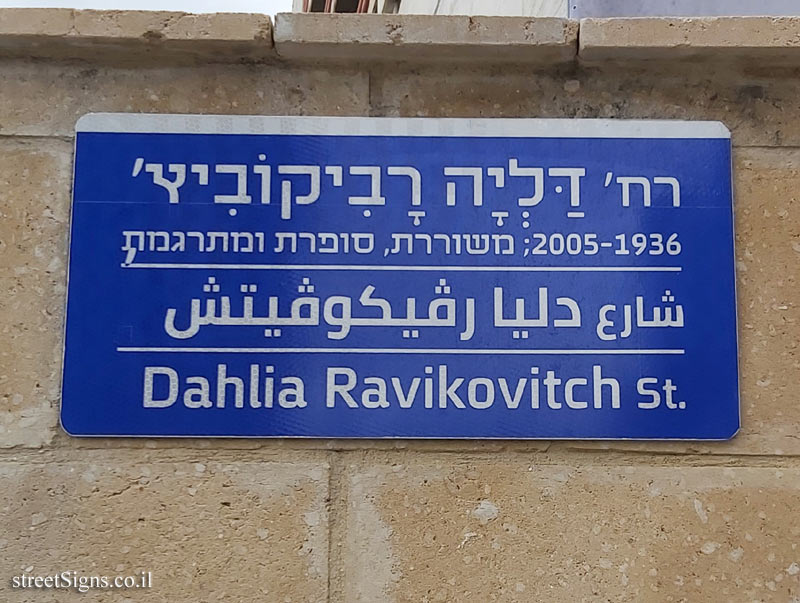 רח' דַּלְיָה רָבִיקוֹבִיץ'
2005-1936; משוררת, סופרת ומתרגמת
شارع دليا رڤيكوڤيتش
Dahlia Ravikovitch St.
streetSigns.co.il